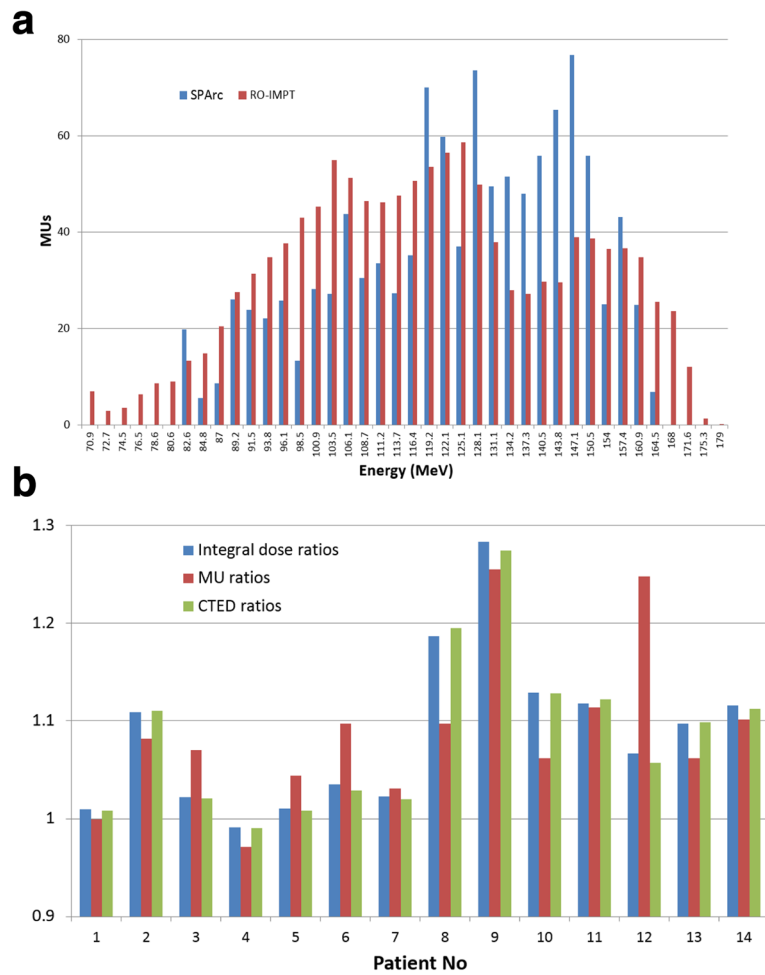 a
80
SPArc RO-IMPT
60
MUs
40
20
0
70.9 72.7 74.5 76.5 78.6 80.6 82.6 84.8 87 89.2 91.5 93.8 96.1 98.5 100.9 103.5 106.1 108.7 111.2 113.7 116.4 119.2 122.1 125.1 128.1 131.1 134.2 137.3 140.5 143.8 147.1 150.5 154 157.4 160.9 164.5 168 171.6 175.3 179
Energy (MeV)
b
1.3
Integral dose ratios
MU ratios
CTED ratios
1.2
1.1
1
0.9
1 2 3 4 5 6 7 8 9 10 11 12 13 14
Patient No